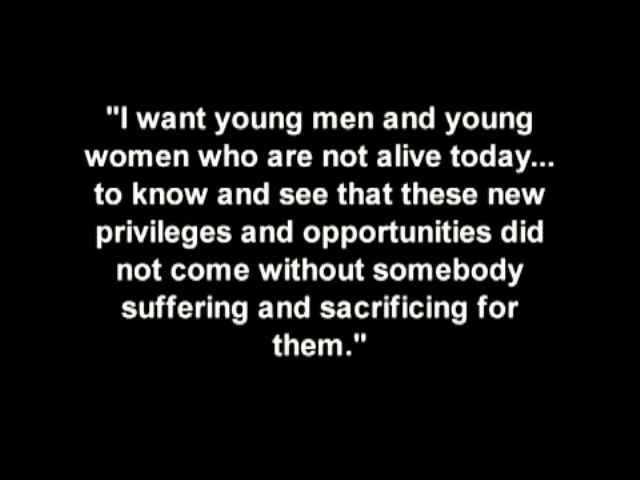 "I want young men and young
women who are not alive today...
to know and see that these new
privileges and opportunities did
not come without somebody
suffering and sacrificing for
them."